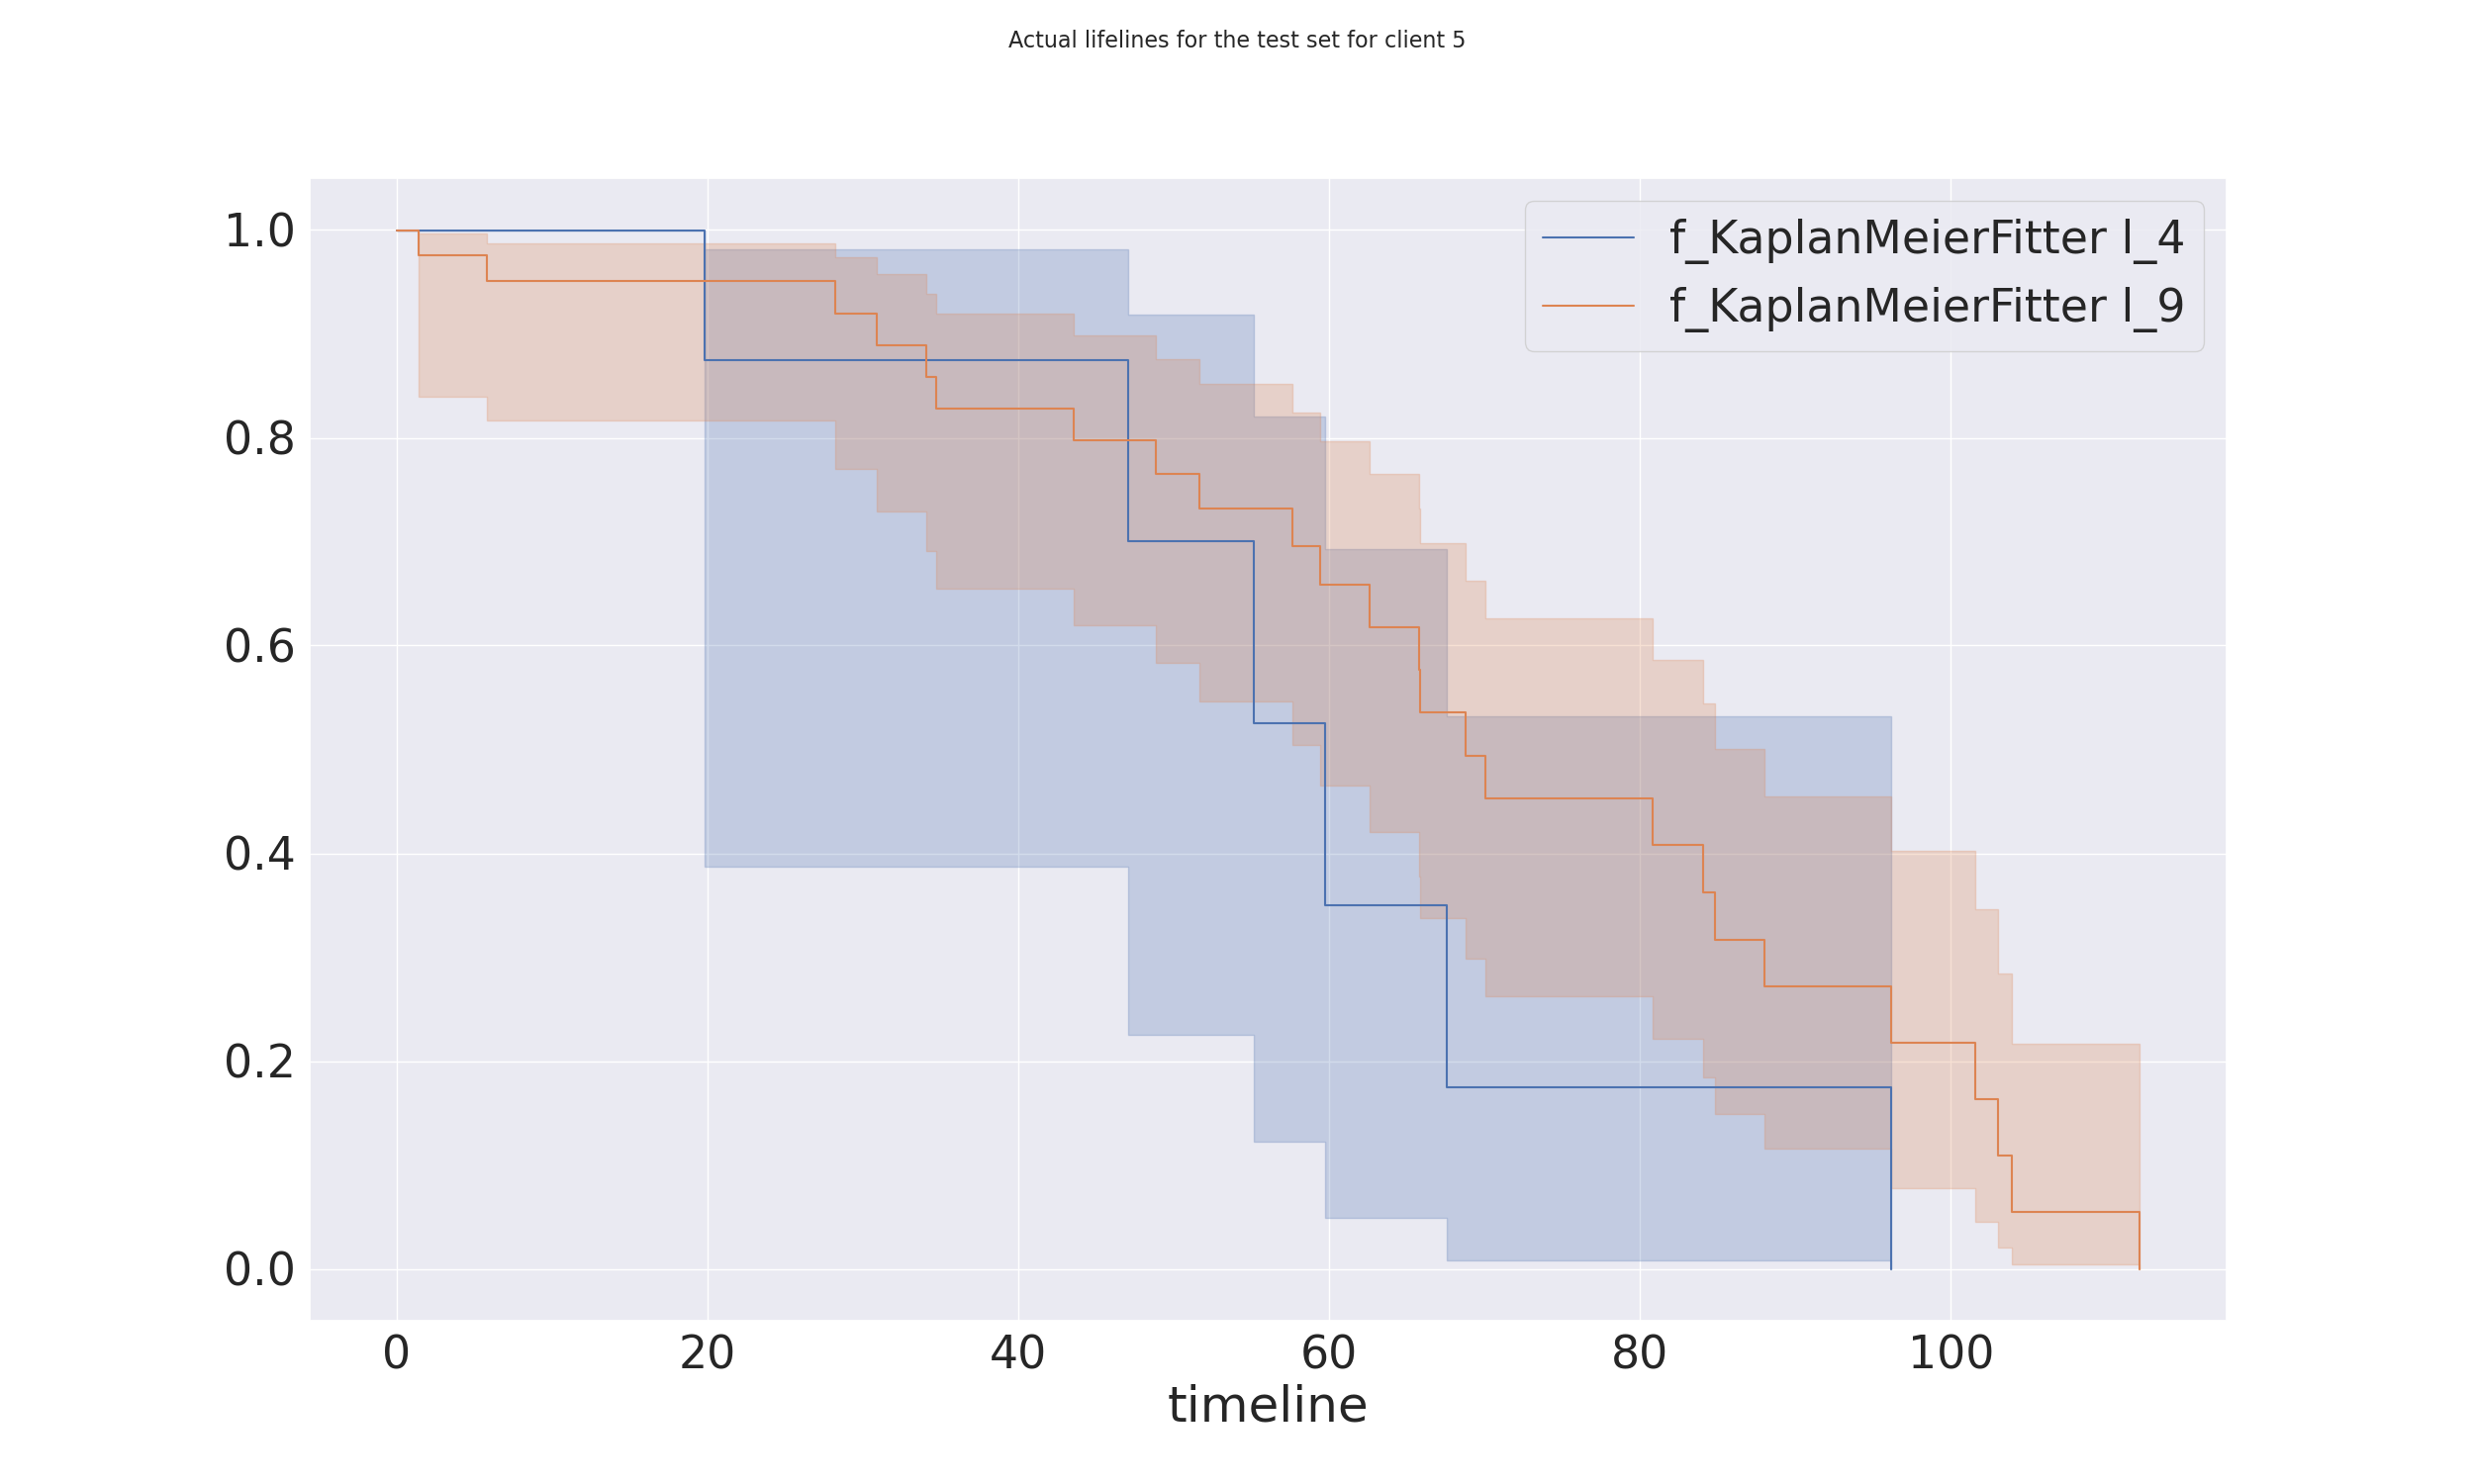 Actual lifelines for the test set for client 5
f_KaplanMeierFitter l_4
f_KaplanMeierFitter l_9
1.0
0.8
0.6
0.4
0.2
0.0
0 20 40 60 80 100
timeline